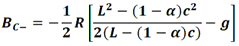 B_{C-} = -\frac{1}{2} R \left[ \frac{L^2 - (1 - \alpha)c^2}{2(L - (1 - \alpha)c)} - g \right]